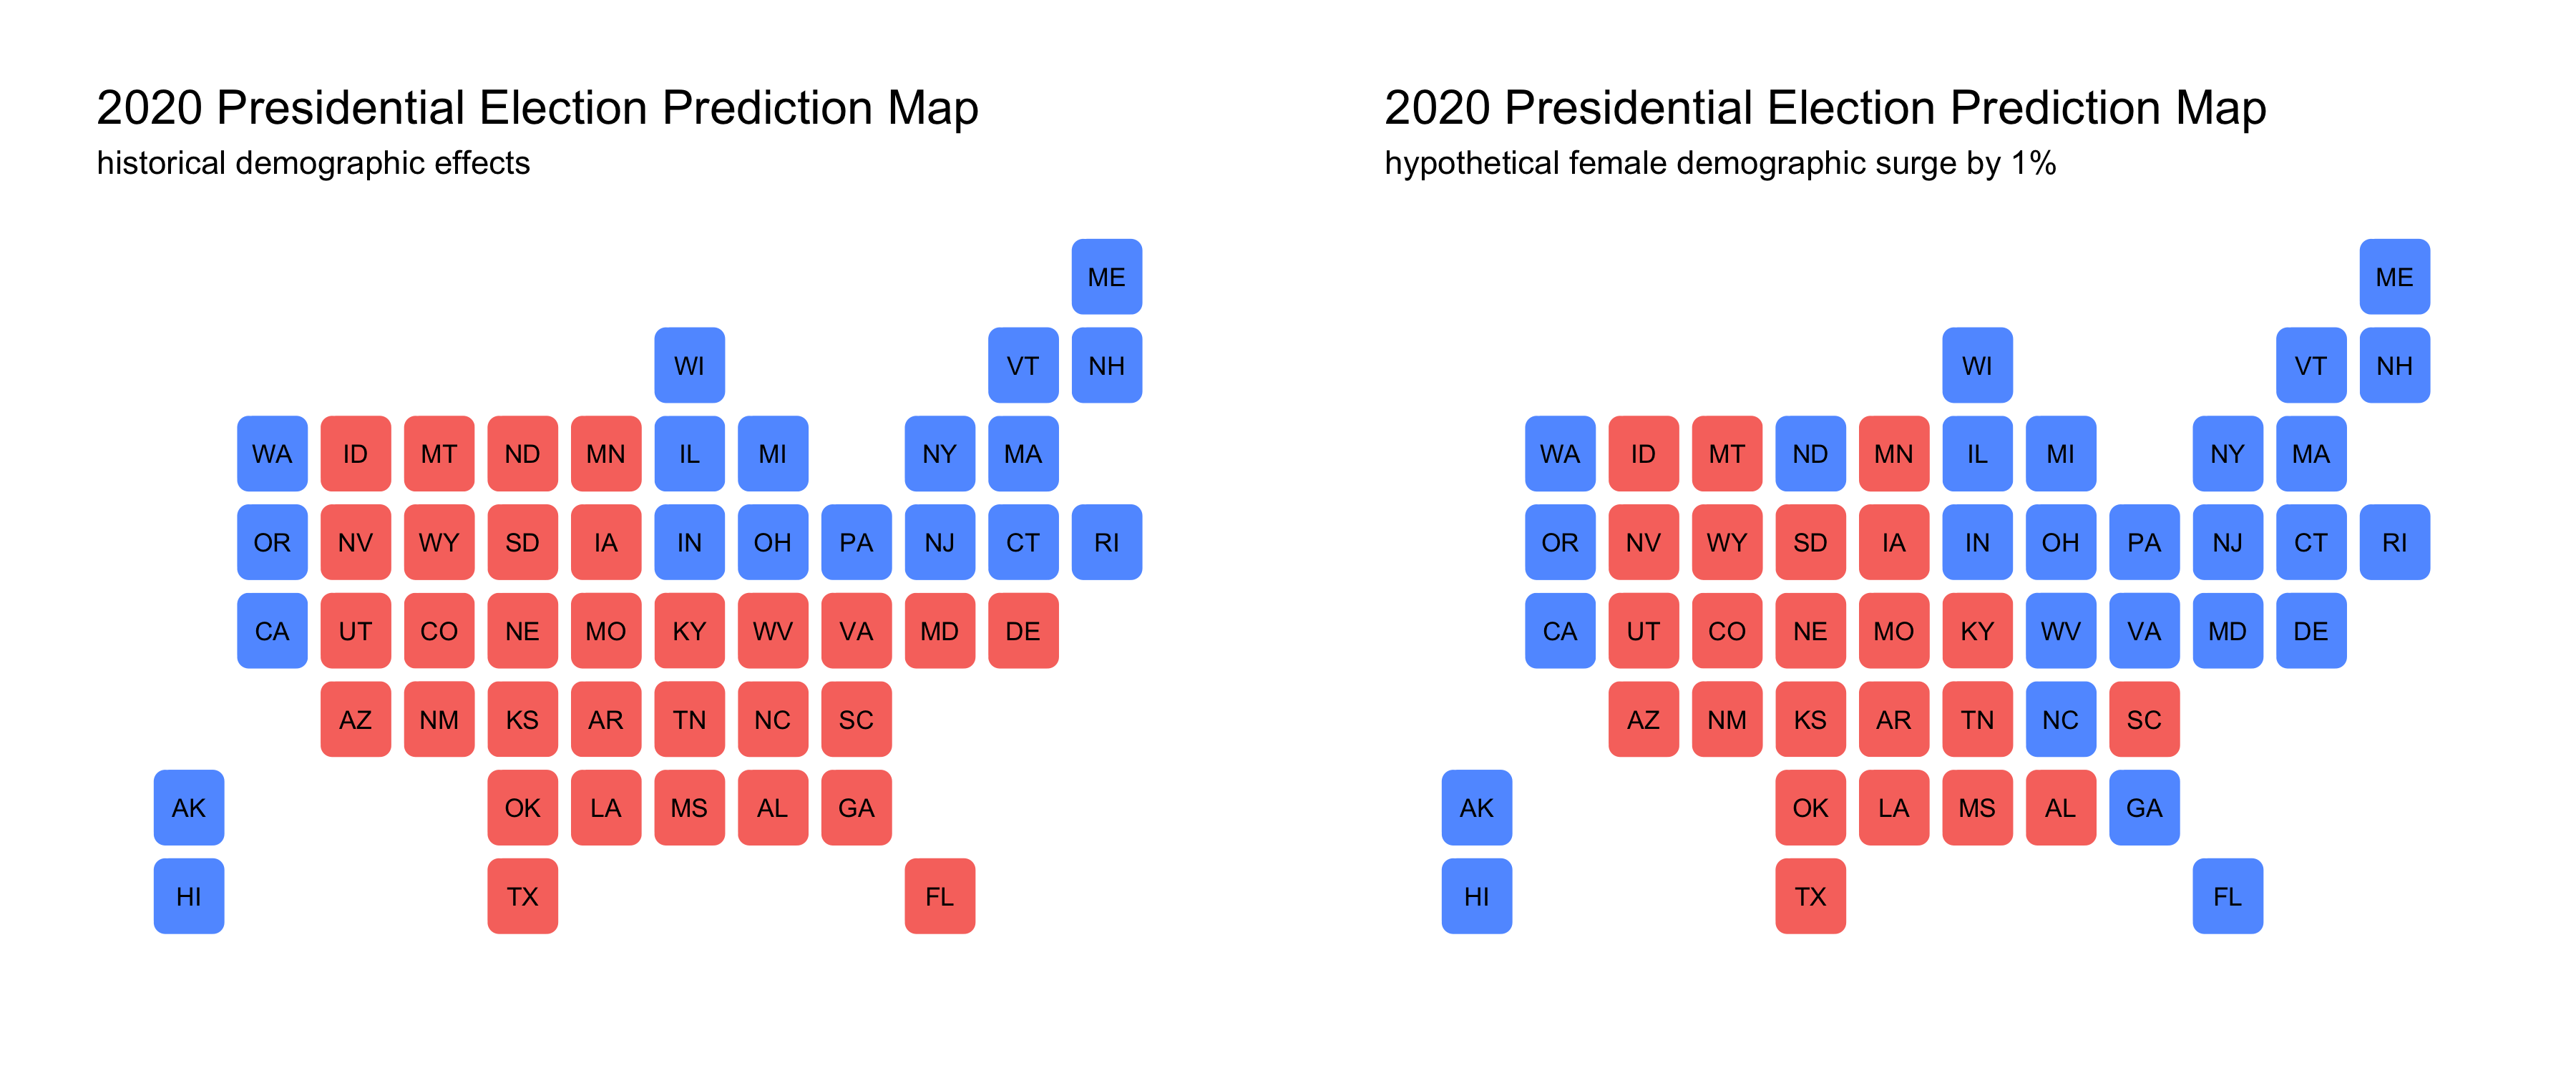 2020 Presidential Election Prediction Map
historical demographic effects
ME
WI VT NH
WA ID MT ND MN IL MI NY MA
OR NV WY SD IA IN OH PA NJ CT RI
CA UT CO NE MO KY WV VA MD DE
AZ NM KS AR TN NC SC
AK OK LA MS AL GA
HI TX FL
2020 Presidential Election Prediction Map
hypothetical female demographic surge by 1%
ME
WI VT NH
WA ID MT ND MN IL MI NY MA
OR NV WY SD IA IN OH PA NJ CT RI
CA UT CO NE MO KY WV VA MD DE
AZ NM KS AR TN NC SC
AK OK LA MS AL GA
HI TX FL